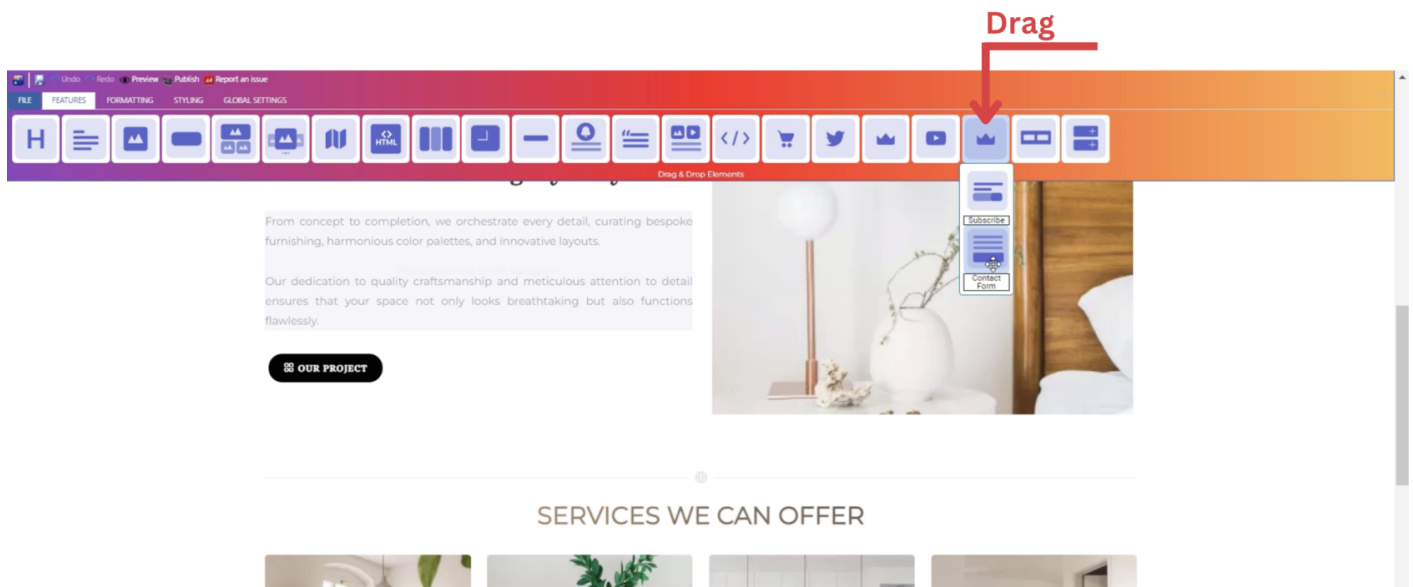 Drag
Undo Redo Preview Publish Report an issue
FILE FEATURES FORMATTING STYLING GLOBAL SETTINGS
H
HTML
Drag & Drop Elements
Subscribe
Contact
Form
From concept to completion, we orchestrate every detail, curating bespoke
furnishing, harmonious color palettes, and innovative layouts.
Our dedication to quality craftsmanship and meticulous attention to detail
ensures that your space not only looks breathtaking but also functions
flawlessly.
OUR PROJECT
SERVICES WE CAN OFFER